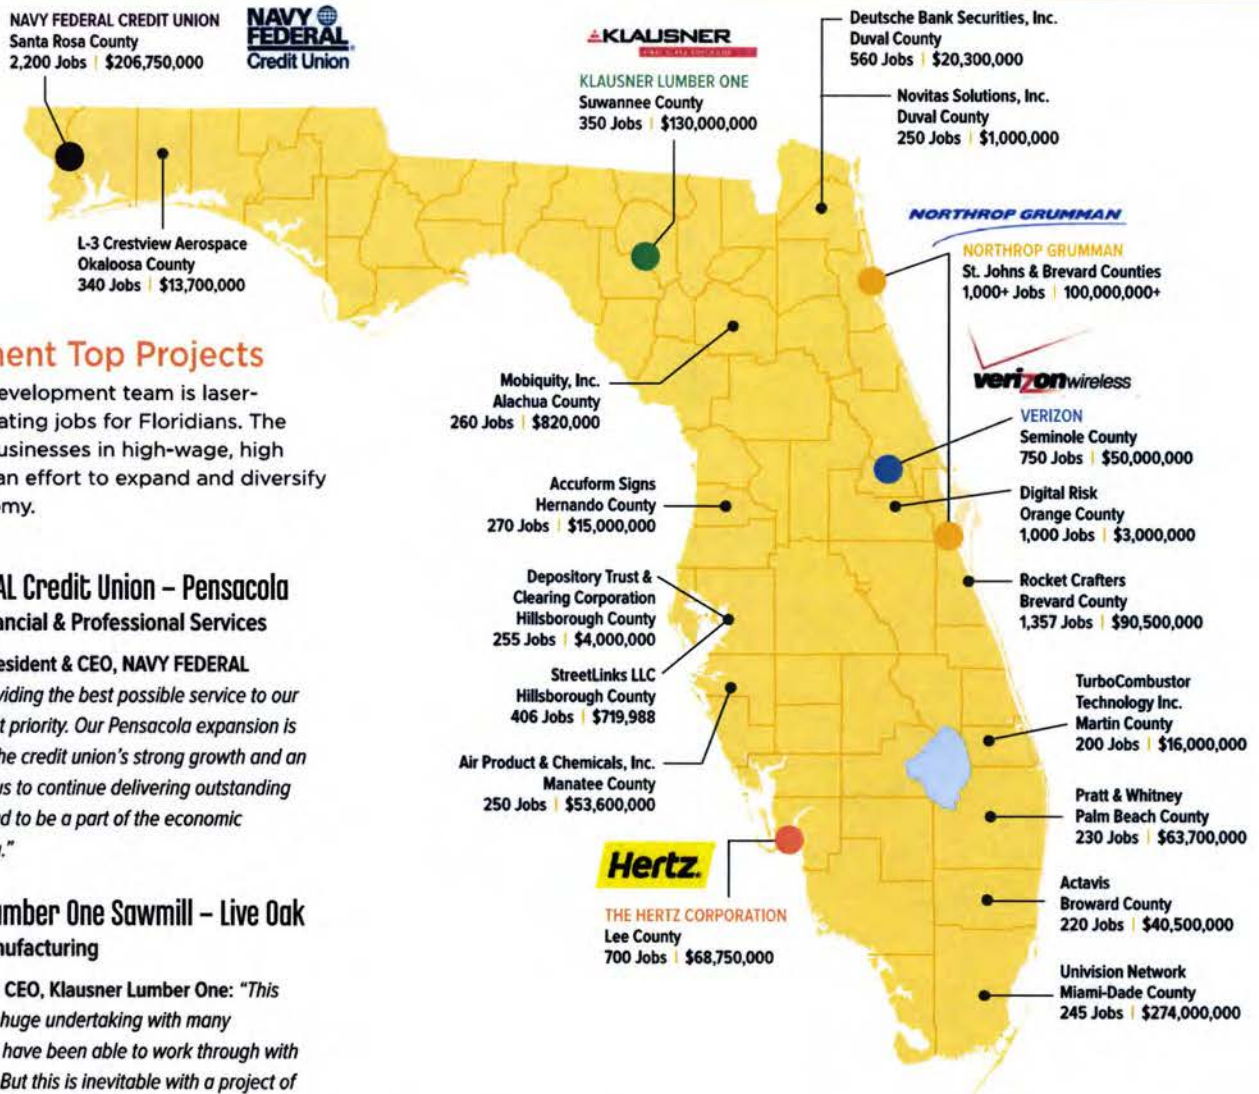 NAVY FEDERAL CREDIT UNION
Santa Rosa County
2,200 Jobs | $206,750,000
NAVY
FEDERAL
Credit Union
KLAUSNER
KLAUSNER LUMBER ONE
Suwannee County
350 Jobs | $130,000,000
Deutsche Bank Securities, Inc.
Duval County
560 Jobs | $20,300,000
Novitas Solutions, Inc.
Duval County
250 Jobs | $1,000,000
L-3 Crestview Aerospace
Okaloosa County
340 Jobs | $13,700,000
NORTHROP GRUMMAN
NORTHROP GRUMMAN
St. Johns & Brevard Counties
1,000+ Jobs | 100,000,000+
verizon wireless
VERIZON
Seminole County
750 Jobs | $50,000,000
Mobiquity, Inc.
Alachua County
260 Jobs | $820,000
Accuform Signs
Hernando County
270 Jobs | $15,000,000
Digital Risk
Orange County
1,000 Jobs | $3,000,000
Depository Trust &
Clearing Corporation
Hillsborough County
255 Jobs | $4,000,000
Rocket Crafters
Brevard County
1,357 Jobs | $90,500,000
StreetLinks LLC
Hillsborough County
406 Jobs | $719,988
TurboCombustor
Technology Inc.
Martin County
200 Jobs | $16,000,000
Air Product & Chemicals, Inc.
Manatee County
250 Jobs | $53,600,000
Pratt & Whitney
Palm Beach County
230 Jobs | $63,700,000
Hertz.
THE HERTZ CORPORATION
Lee County
700 Jobs | $68,750,000
Actavis
Broward County
220 Jobs | $40,500,000
Univision Network
Miami-Dade County
245 Jobs | $274,000,000
ent Top Projects
evelopment team is laser-
ating jobs for Floridians. The
usinesses in high-wage, high
an effort to expand and diversify
my.
AL Credit Union – Pensacola
ancial & Professional Services
esident & CEO, NAVY FEDERAL
viding the best possible service to our
t priority. Our Pensacola expansion is
he credit union's strong growth and an
us to continue delivering outstanding
d to be a part of the economic
."
mber One Sawmill – Live Oak
nufacturing
CEO, Klausner Lumber One: "This
huge undertaking with many
have been able to work through with
But this is inevitable with a project of